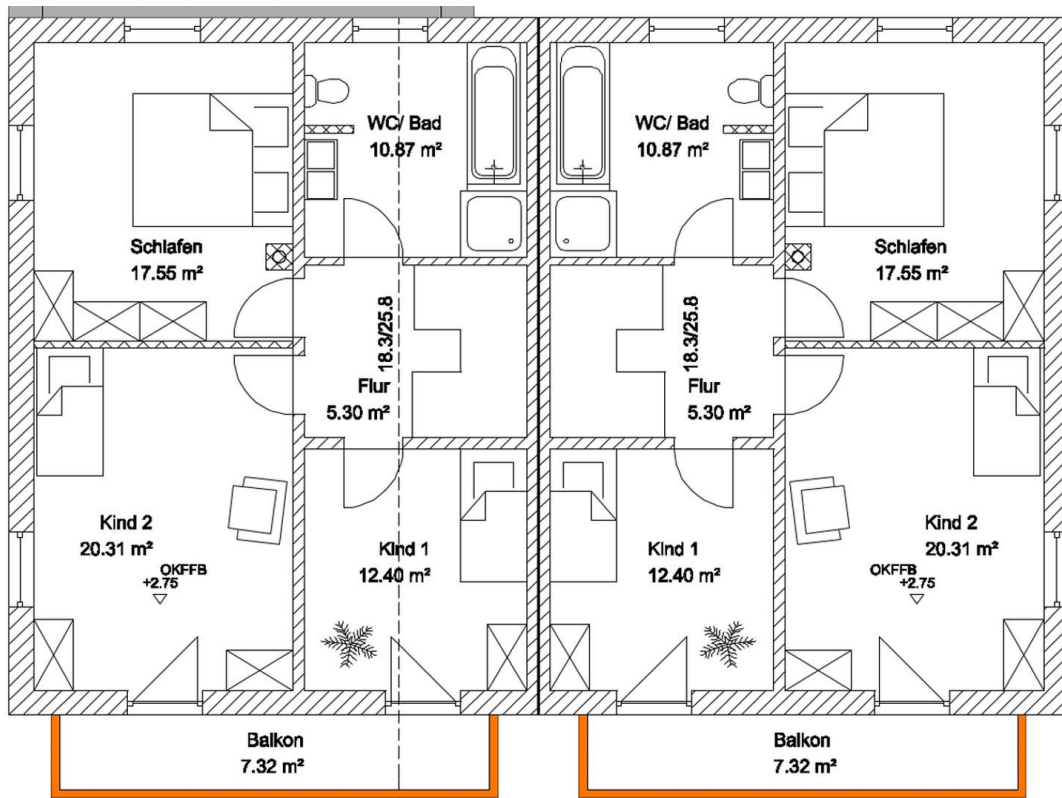 WC/ Bad
10.87 m²
WC/ Bad
10.87 m²
Schlafen
17.55 m²
Schlafen
17.55 m²
18.3/25.8
18.3/25.8
Flur
5.30 m²
Flur
5.30 m²
Kind 2
20.31 m²
OKFFB
+2.75
Kind 1
12.40 m²
Kind 1
12.40 m²
Kind 2
20.31 m²
OKFFB
+2.75
Balkon
7.32 m²
Balkon
7.32 m²